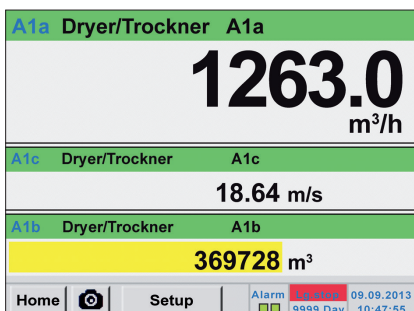 A1a Dryer/Trockner A1a
1263.0
m³/h
A1c Dryer/Trockner A1c
18.64 m/s
A1b Dryer/Trockner A1b
369728 m³
Home Setup Alarm 09.09.2013
9999 Day 10:47:55